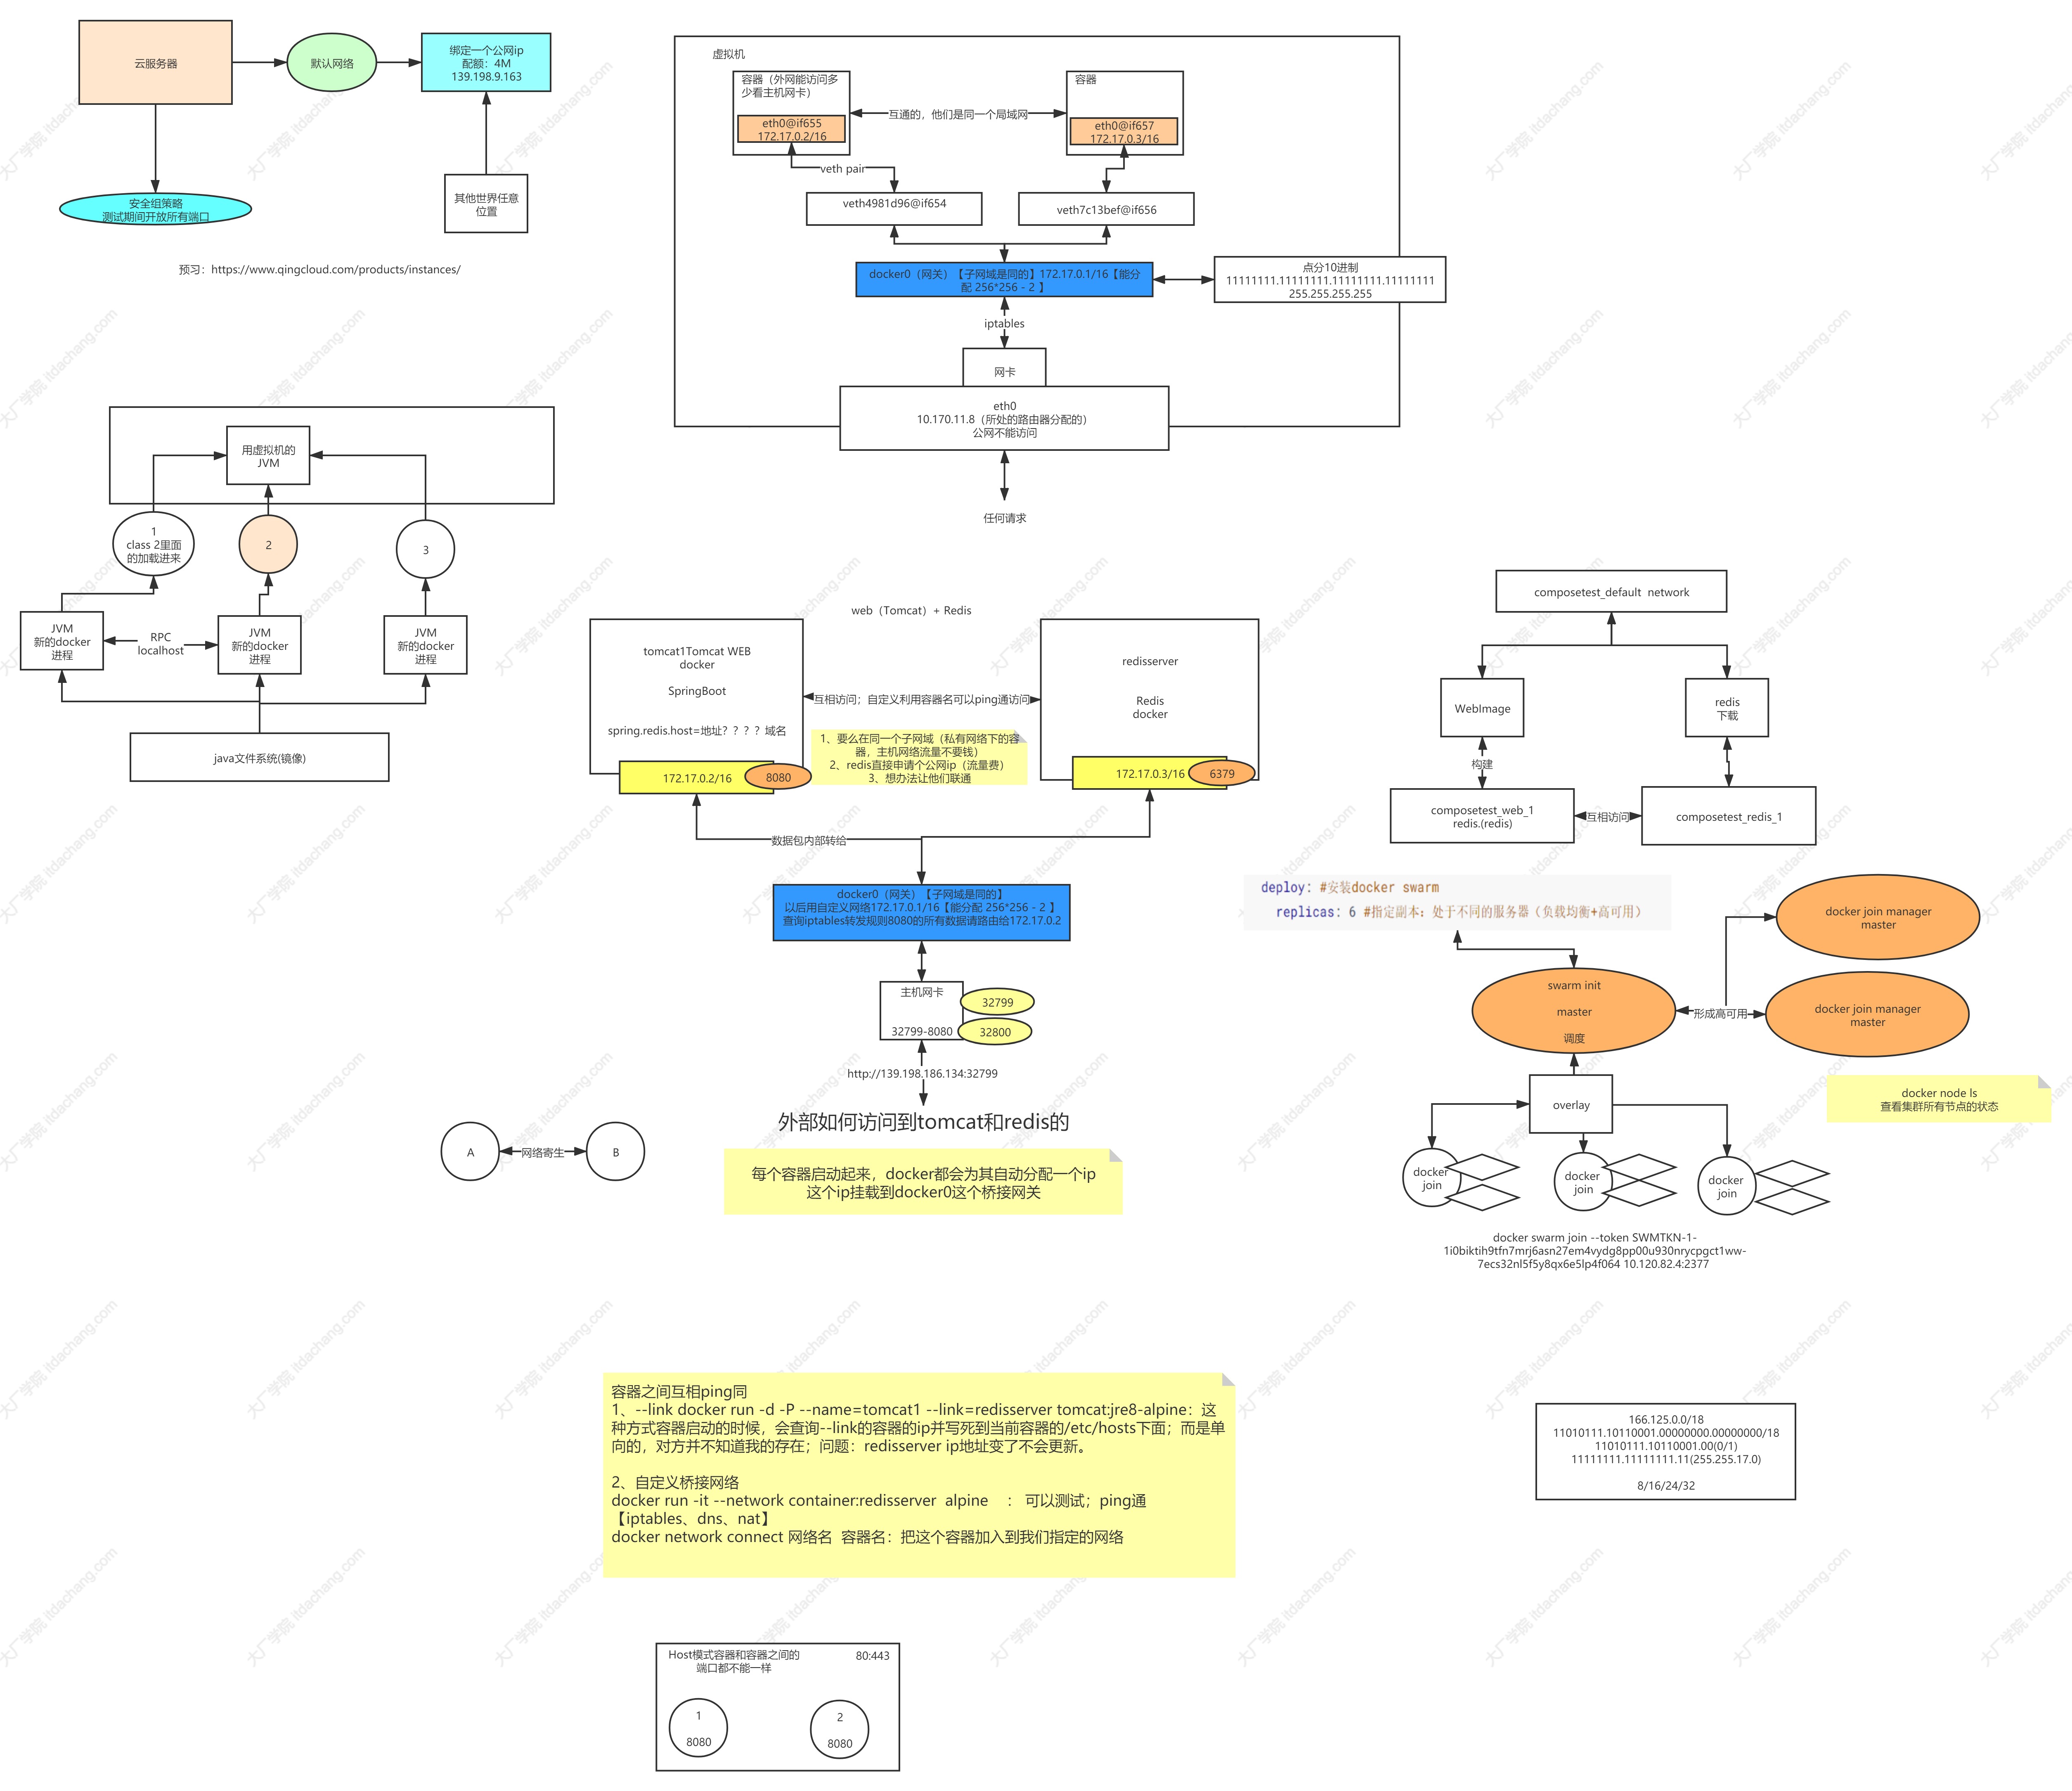 云服务器
默认网络
绑定一个公网ip
配额：4M
139.198.9.163
安全组策略
测试期间开放所有端口
其他世界任意
位置
预习：https://www.qingcloud.com/products/instances/
虚拟机
容器（外网能访问多
少看主机网卡）
eth0@if655
172.17.0.2/16
互通的，他们是同一个局域网
容器
eth0@if657
172.17.0.3/16
veth pair
veth4981d96@if654
veth7c13bef@if656
docker0（网关）【子网域是同的】172.17.0.1/16【能分
配 256*256 - 2 】
点分10进制
11111111.11111111.11111111.11111111
255.255.255.255
iptables
网卡
eth0
10.170.11.8（所处的路由器分配的）
公网不能访问
任何请求
用虚拟机的
JVM
1
class 2里面
的加载进来
2
3
JVM
新的docker
进程
RPC
localhost
JVM
新的docker
进程
JVM
新的docker
进程
java文件系统(镜像)
web（Tomcat）+ Redis
tomcat1Tomcat WEB
docker
SpringBoot
spring.redis.host=地址？？？？域名
172.17.0.2/16
8080
互相访问；自定义利用容器名可以ping通访问
1、要么在同一个子网域（私有网络下的容
器，主机网络流量不要钱）
2、redis直接申请个公网ip（流量费）
3、想办法让他们联通
redisserver
Redis
docker
172.17.0.3/16
6379
数据包内部转给
docker0（网关）【子网域是同的】
以后用自定义网络172.17.0.1/16【能分配 256*256 - 2 】
查询iptables转发规则8080的所有数据请路由给172.17.0.2
主机网卡
32799-8080
32799
32800
http://139.198.186.134:32799
外部如何访问到tomcat和redis的
每个容器启动起来，docker都会为其自动分配一个ip
这个ip挂载到docker0这个桥接网关
A
网络寄生
B
composetest_default  network
WebImage
redis
下载
构建
composetest_web_1
redis.(redis)
互相访问
composetest_redis_1
deploy: #安装docker swarm
replicas: 6 #指定副本：处于不同的服务器（负载均衡+高可用）
docker join manager
master
swarm init
master
调度
形成高可用
docker join manager
master
docker node ls
查看集群所有节点的状态
overlay
docker
join
docker
join
docker
join
docker swarm join --token SWMTKN-1-
1i0biktih9tfn7mrj6asn27em4vydg8pp00u930nrycpgct1ww-
7ecs32nl5f5y8qx6e5lp4f064 10.120.82.4:2377
容器之间互相ping同
1、--link docker run -d -P --name=tomcat1 --link=redisserver tomcat:jre8-alpine：这
种方式容器启动的时候，会查询--link的容器的ip并写死到当前容器的/etc/hosts下面；而是单
向的，对方并不知道我的存在；问题：redisserver ip地址变了不会更新。
2、自定义桥接网络
docker run -it --network container:redisserver  alpine    ： 可以测试；ping通
【iptables、dns、nat】
docker network connect 网络名  容器名：把这个容器加入到我们指定的网络
166.125.0.0/18
11010111.10110001.00000000.00000000/18
11010111.10110001.00(0/1)
11111111.11111111.11(255.255.17.0)
8/16/24/32
Host模式容器和容器之间的
端口都不能一样
80:443
1
8080
2
8080
大厂学院 itdachang.com